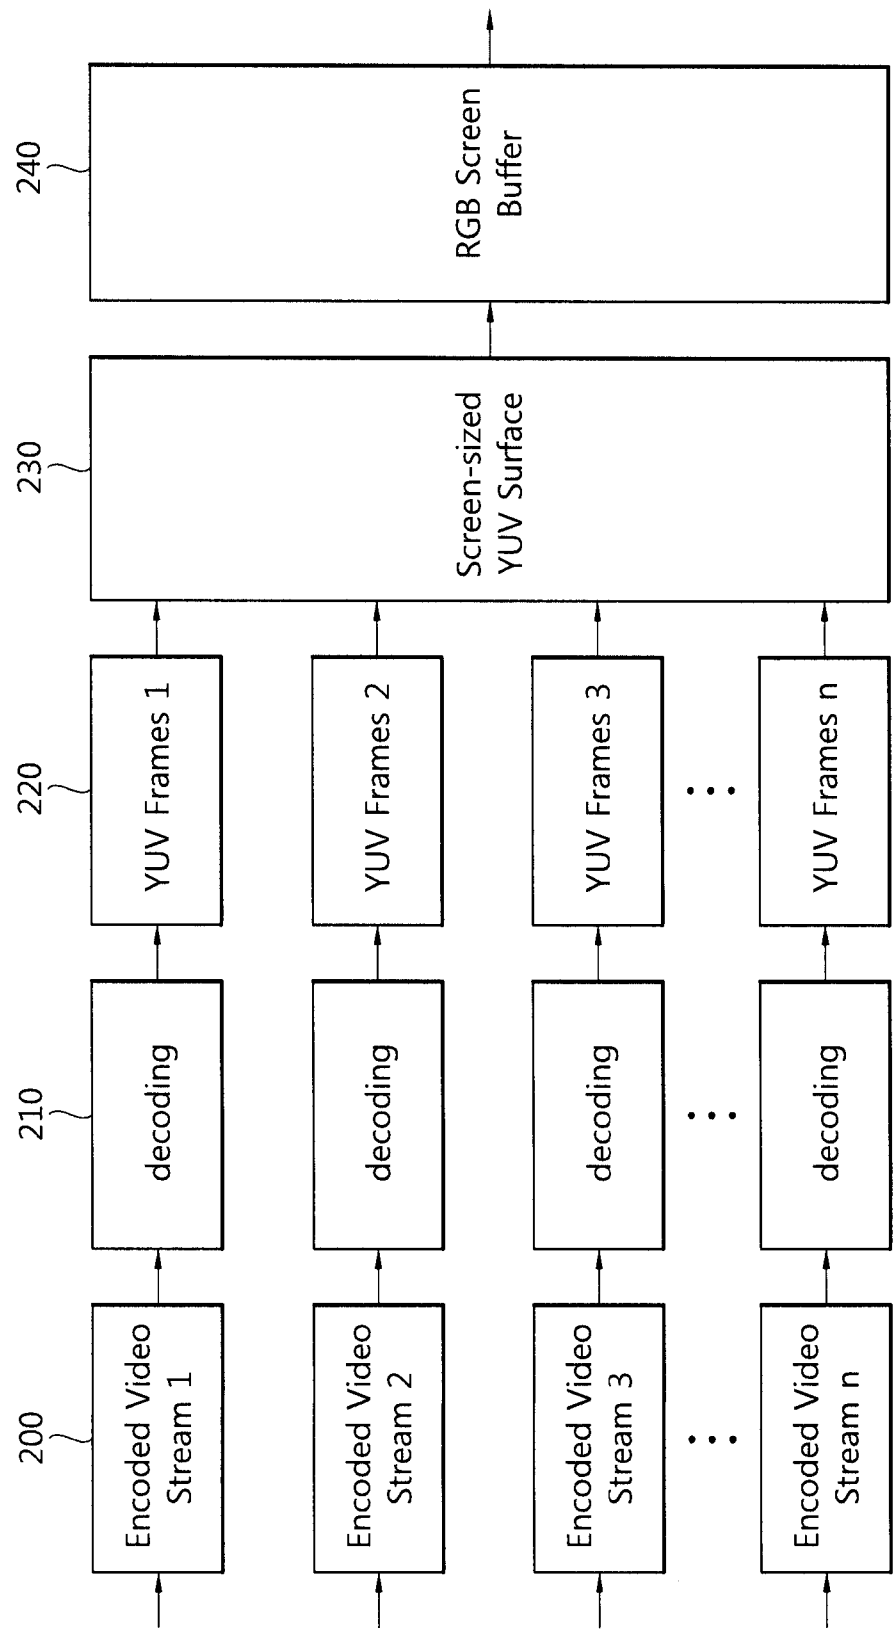 200
210
220
230
240
Encoded Video
Stream 1
decoding
YUV Frames 1
Encoded Video
Stream 2
decoding
YUV Frames 2
Encoded Video
Stream 3
decoding
YUV Frames 3
Encoded Video
Stream n
decoding
YUV Frames n
Screen-sized
YUV Surface
RGB Screen
Buffer